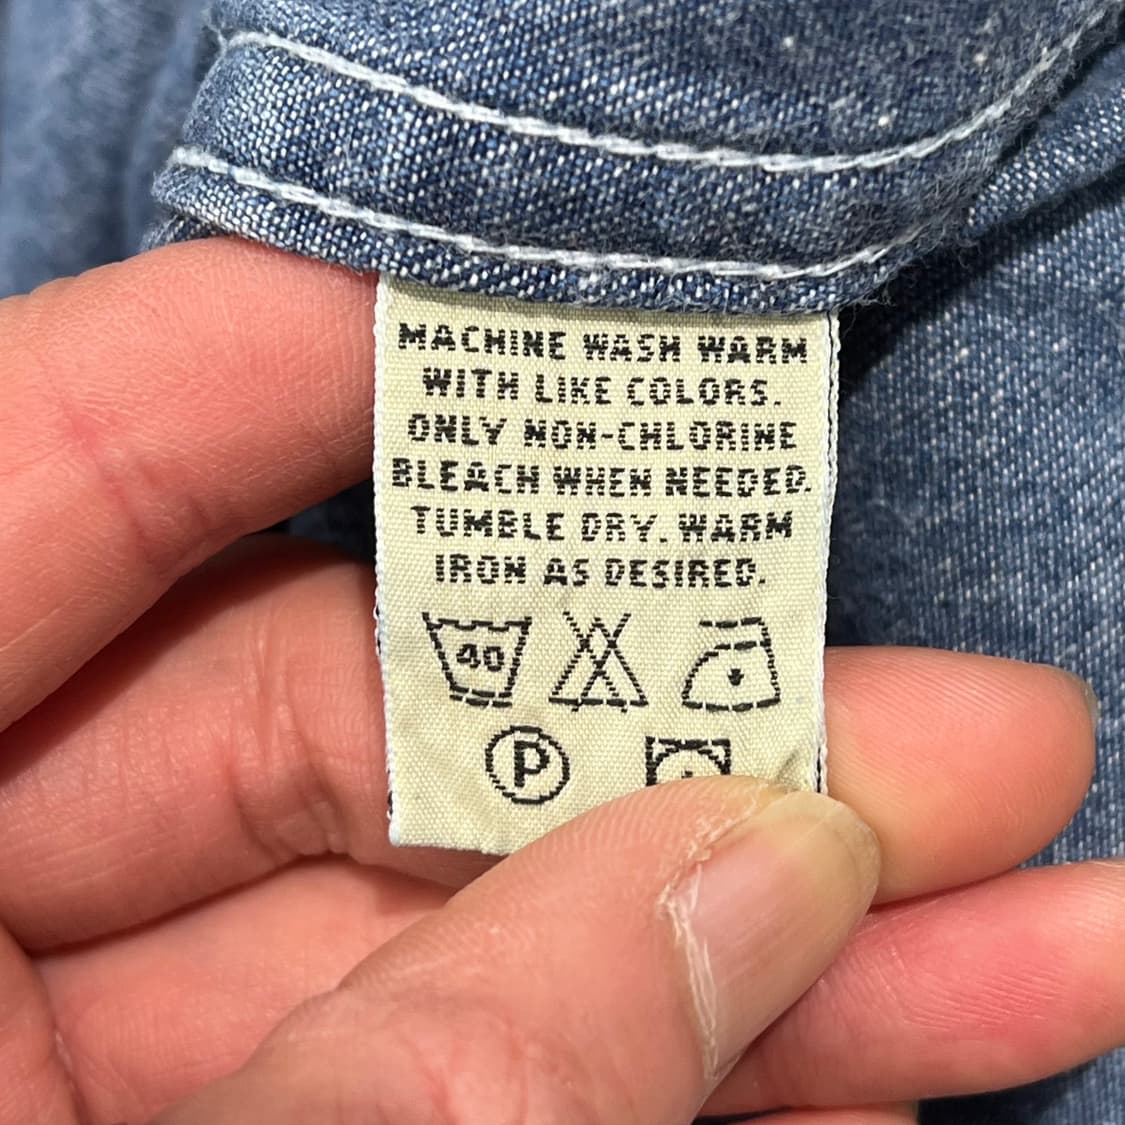 MACHINE WASH WARM
WITH LIKE COLORS.
ONLY NON-CHLORINE
BLEACH WHEN NEEDED.
TUMBLE DRY. WARM
IRON AS DESIRED.
40
P